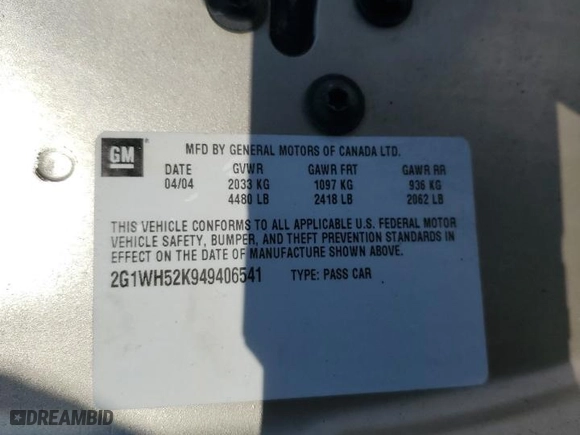 GM
MFD BY GENERAL MOTORS OF CANADA LTD.
DATE GVWR GAWR FRT GAWR RR
04/04 2033 KG 1097 KG 936 KG
4480 LB 2418 LB 2062 LB
THIS VEHICLE CONFORMS TO ALL APPLICABLE U.S. FEDERAL MOTOR
VEHICLE SAFETY, BUMPER, AND THEFT PREVENTION STANDARDS IN
EFFECT ON THE DATE OF MANUFACTURE SHOWN ABOVE.
2G1WH52K949406541 TYPE: PASS CAR
DREAMBID